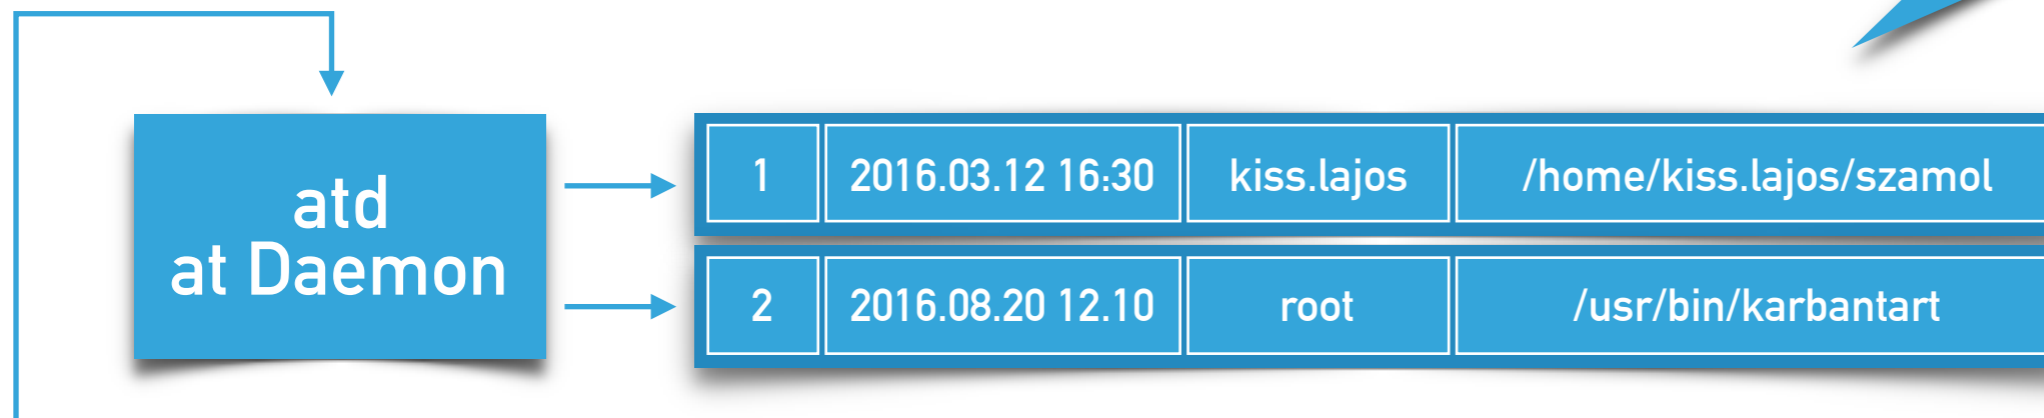 atd
at Daemon
1 2016.03.12 16:30 kiss.lajos /home/kiss.lajos/szamol
2 2016.08.20 12.10 root /usr/bin/karbantart